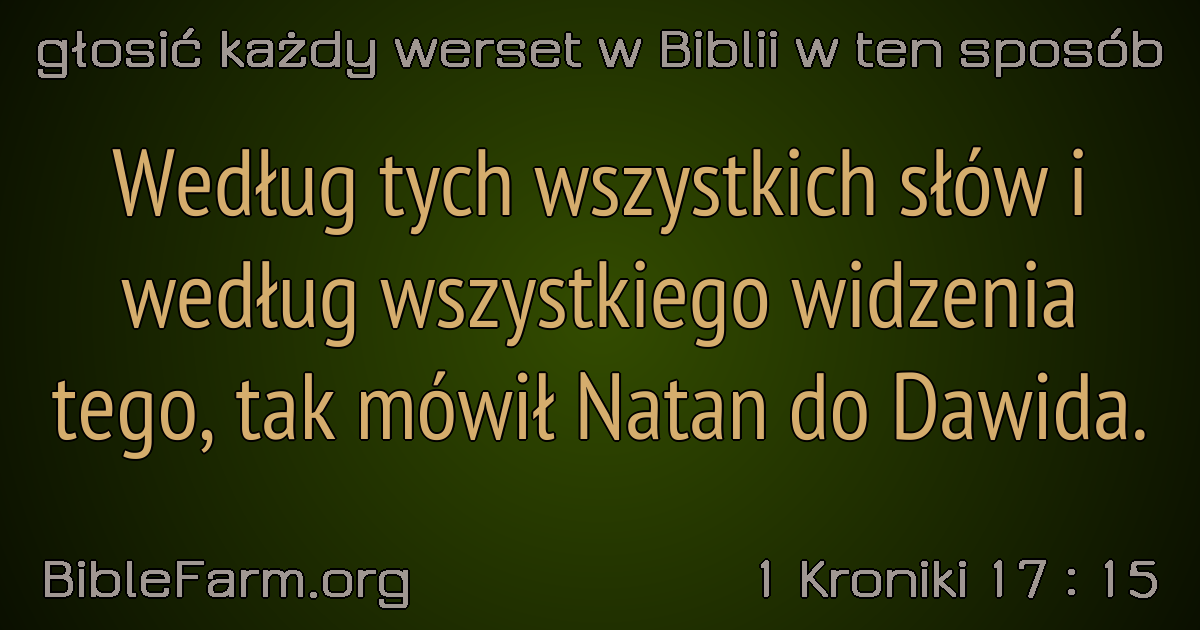 głosić każdy werset w Biblii w ten sposób
Według tych wszystkich słów i
według wszystkiego widzenia
tego, tak mówił Natan do Dawida.
BibleFarm.org
1 Kroniki 17 : 15